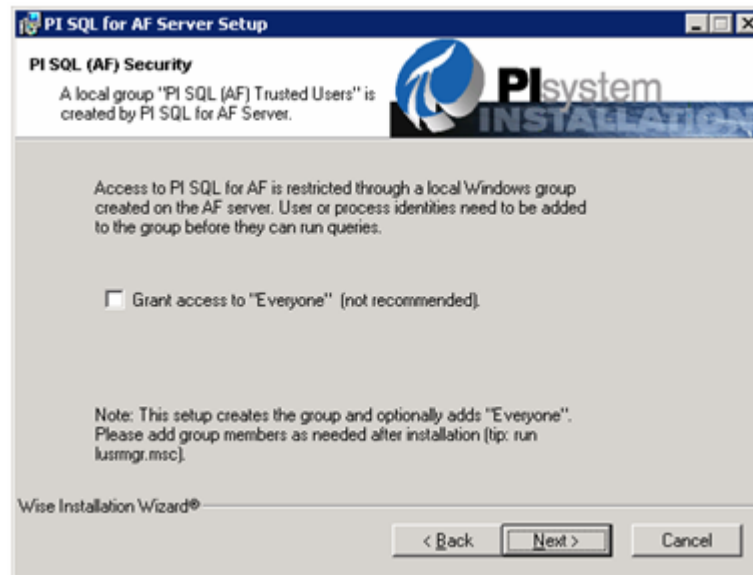 PI SQL for AF Server Setup
PI SQL (AF) Security
A local group "PI SQL (AF) Trusted Users" is
created by PI SQL for AF Server.
PIsystem
INSTALLATION
Access to PI SQL for AF is restricted through a local Windows group
created on the AF server. User or process identities need to be added
to the group before they can run queries.
Grant access to "Everyone" (not recommended).
Note: This setup creates the group and optionally adds "Everyone".
Please add group members as needed after installation (tip: run
lusrmgr.msc).
Wise Installation Wizard®
< Back
Next >
Cancel